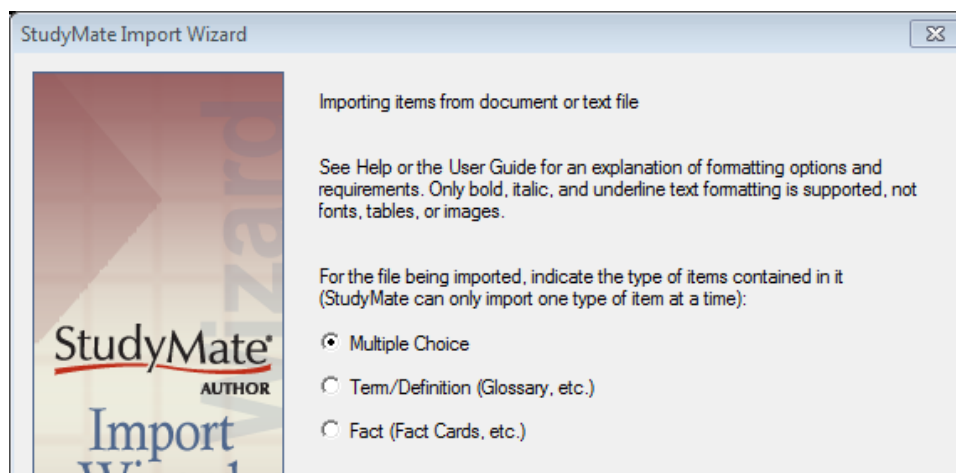 StudyMate Import Wizard
Importing items from document or text file
See Help or the User Guide for an explanation of formatting options and
requirements. Only bold, italic, and underline text formatting is supported, not
fonts, tables, or images.
For the file being imported, indicate the type of items contained in it
(StudyMate can only import one type of item at a time):
Multiple Choice
Term/Definition (Glossary, etc.)
Fact (Fact Cards, etc.)
Wizard
StudyMate®
AUTHOR
Import
Wizard